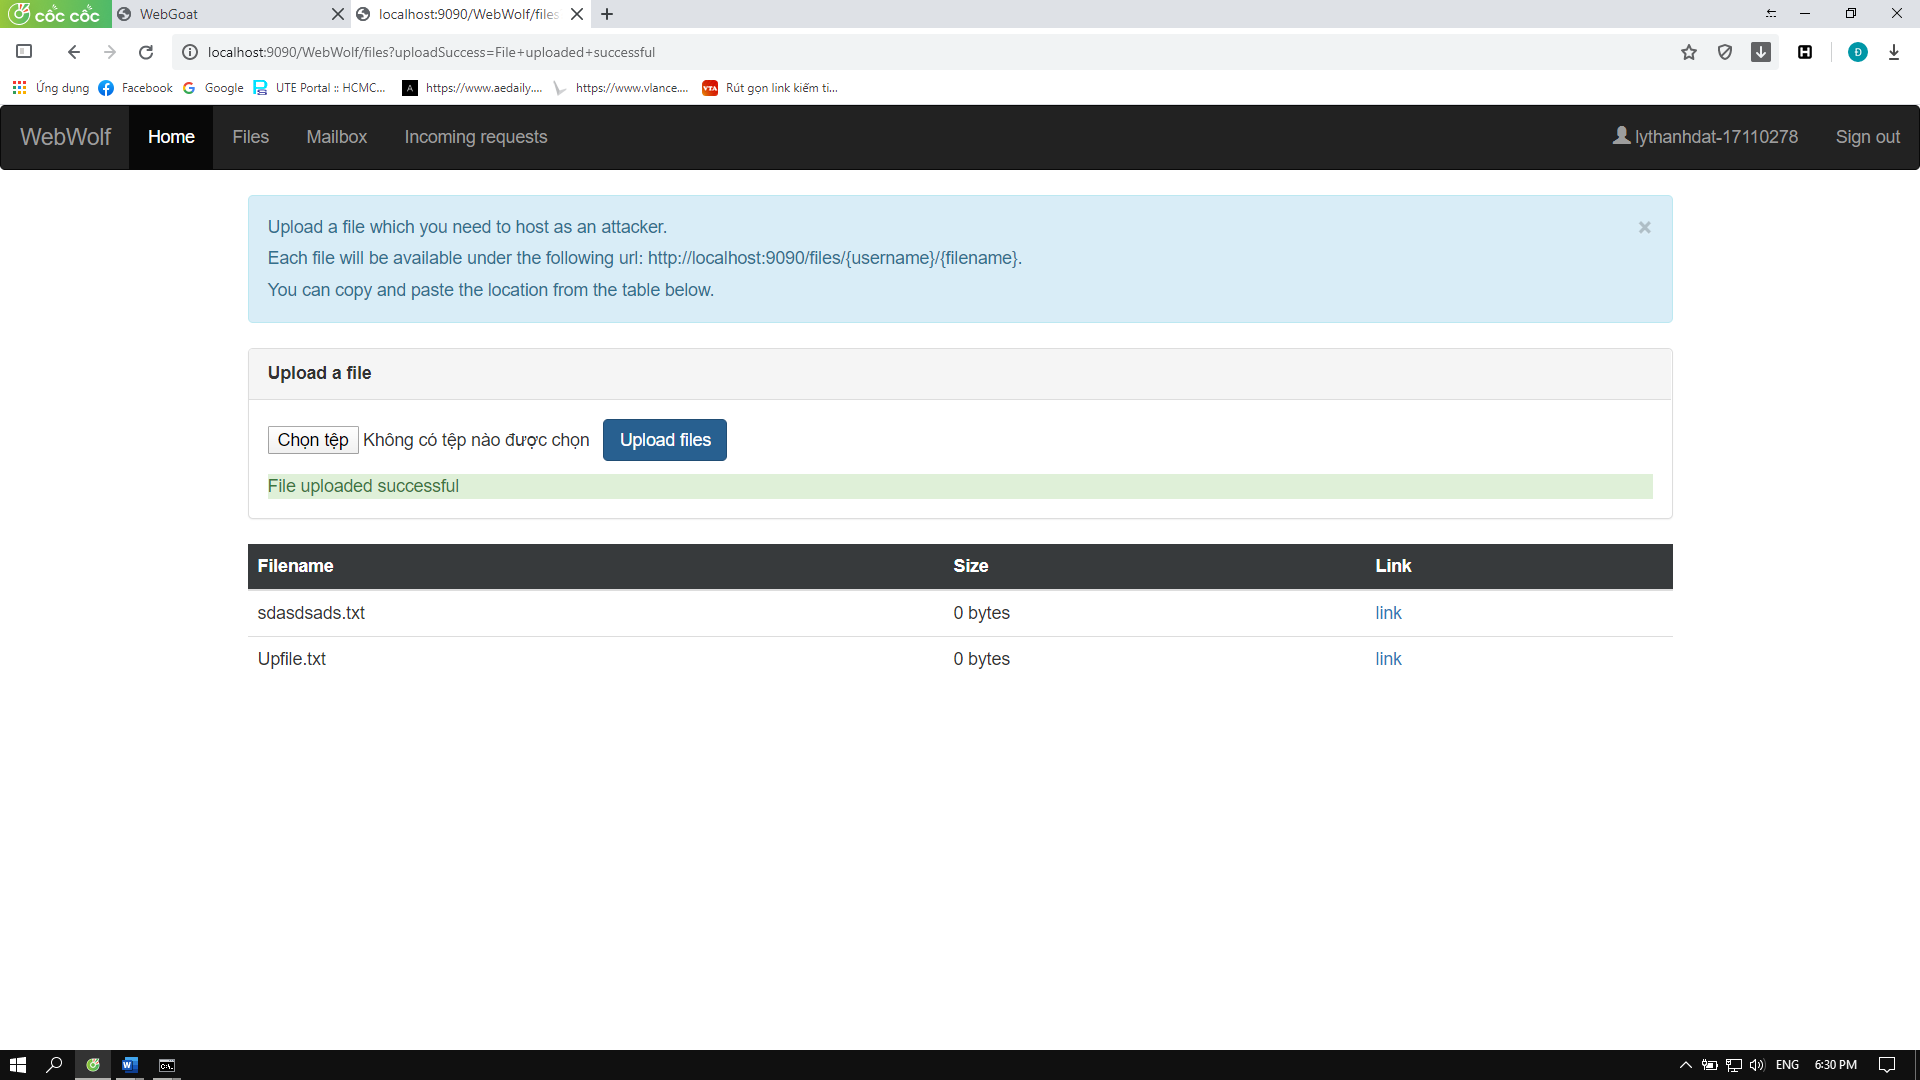 cốc cốc
WebGoat
localhost:9090/WebWolf/files
localhost:9090/WebWolf/files?uploadSuccess=File+uploaded+successful
Đ
Ứng dụng
Facebook
Google
UTE Portal :: HCMC...
https://www.aedaily....
https://www.vlance....
Rút gọn link kiếm ti...
WebWolf
Home
Files
Mailbox
Incoming requests
lythanhdat-17110278
Sign out
Upload a file which you need to host as an attacker.
Each file will be available under the following url: http://localhost:9090/files/{username}/{filename}.
You can copy and paste the location from the table below.
Upload a file
Chọn tệp Không có tệp nào được chọn
Upload files
File uploaded successful
Filename Size Link
sdasdsads.txt 0 bytes link
Upfile.txt 0 bytes link
ENG
6:30 PM